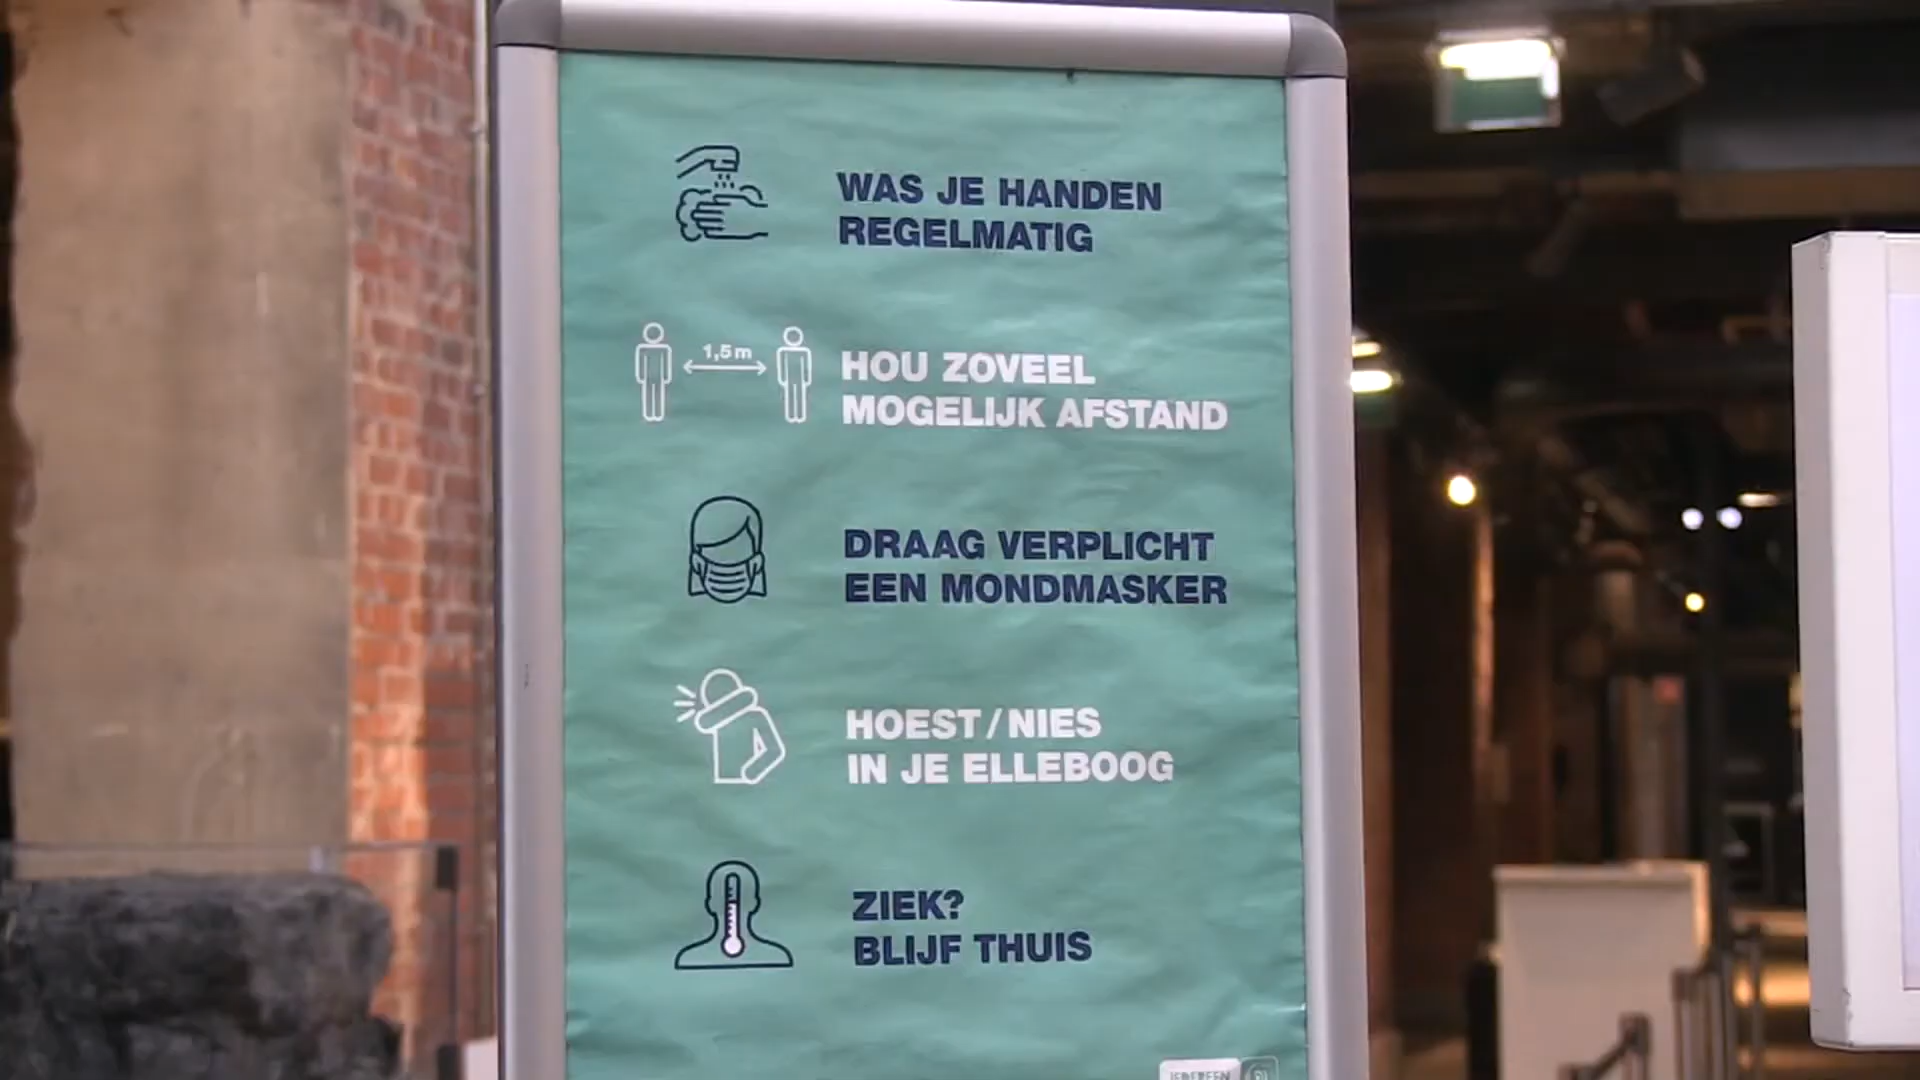 WAS JE HANDEN
REGELMATIG
1,5m
HOU ZOVEEL
MOGELIJK AFSTAND
DRAAG VERPLICHT
EEN MONDMASKER
HOEST/NIES
IN JE ELLEBOOG
ZIEK?
BLIJF THUIS